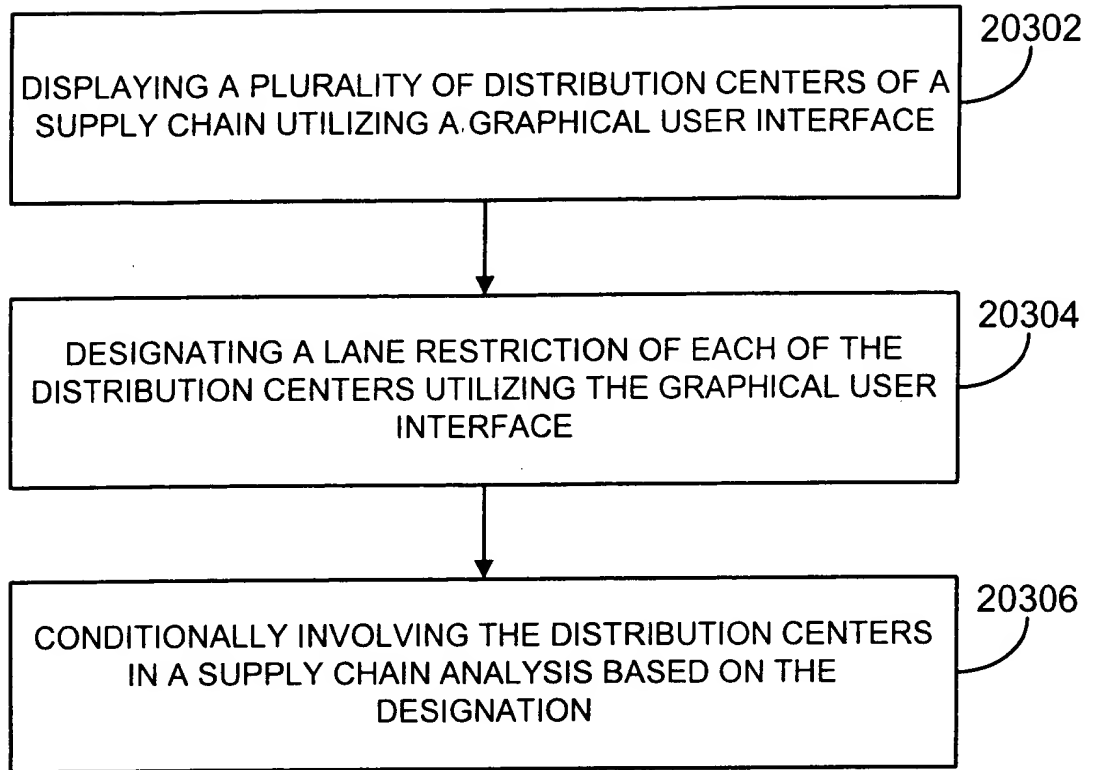 20302
DISPLAYING A PLURALITY OF DISTRIBUTION CENTERS OF A
SUPPLY CHAIN UTILIZING A GRAPHICAL USER INTERFACE
20304
DESIGNATING A LANE RESTRICTION OF EACH OF THE
DISTRIBUTION CENTERS UTILIZING THE GRAPHICAL USER
INTERFACE
20306
CONDITIONALLY INVOLVING THE DISTRIBUTION CENTERS
IN A SUPPLY CHAIN ANALYSIS BASED ON THE
DESIGNATION